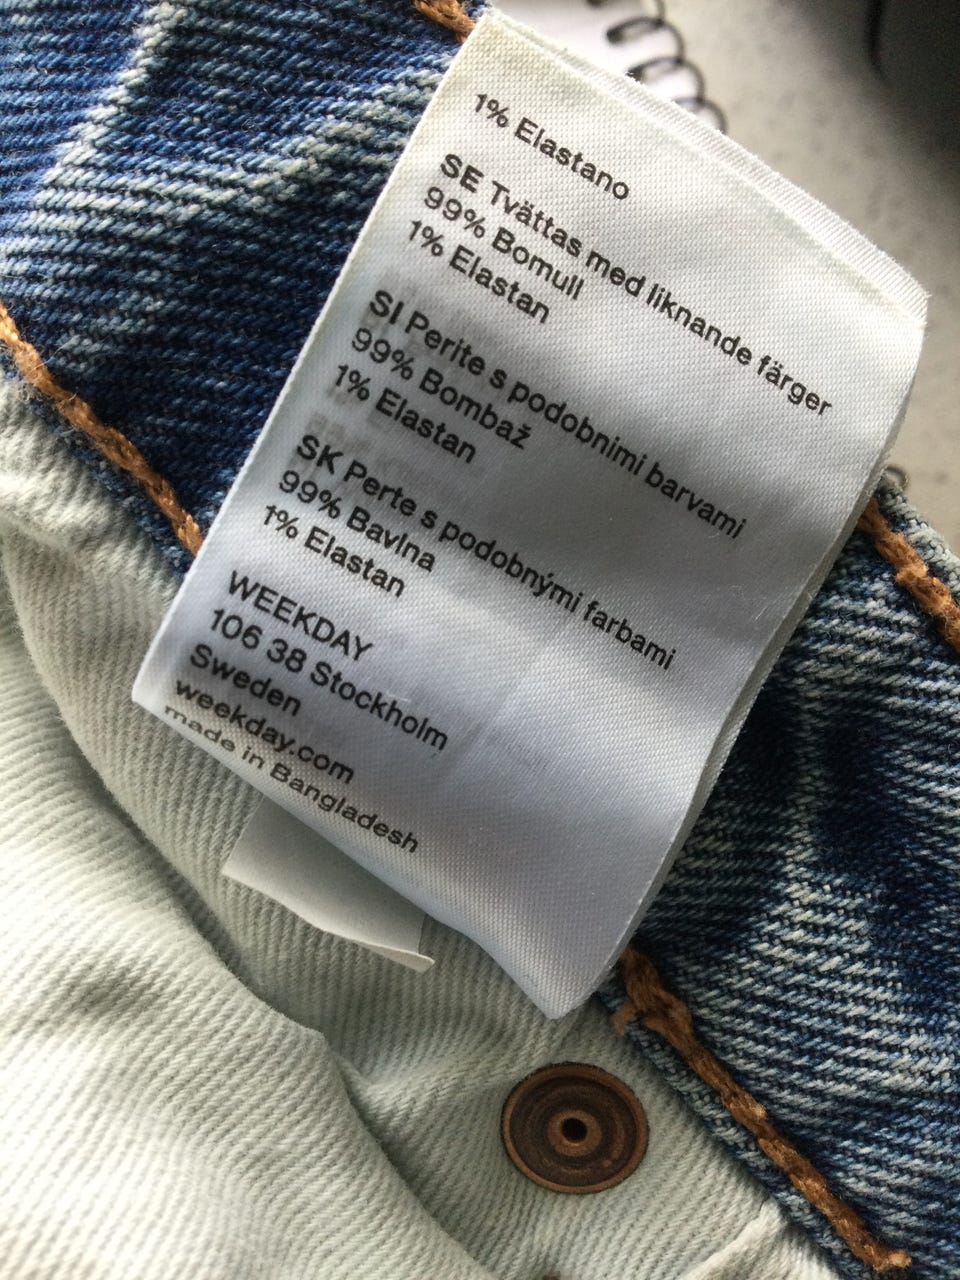 1% Elastano
SE Tvättas med liknande färger
99% Bomull
1% Elastan
SI Perite s podobnimi barvami
99% Bombaž
1% Elastan
SK Perte s podobnými farbami
99% Bavlna
1% Elastan
WEEKDAY
106 38 Stockholm
Sweden
weekday.com
made in Bangladesh